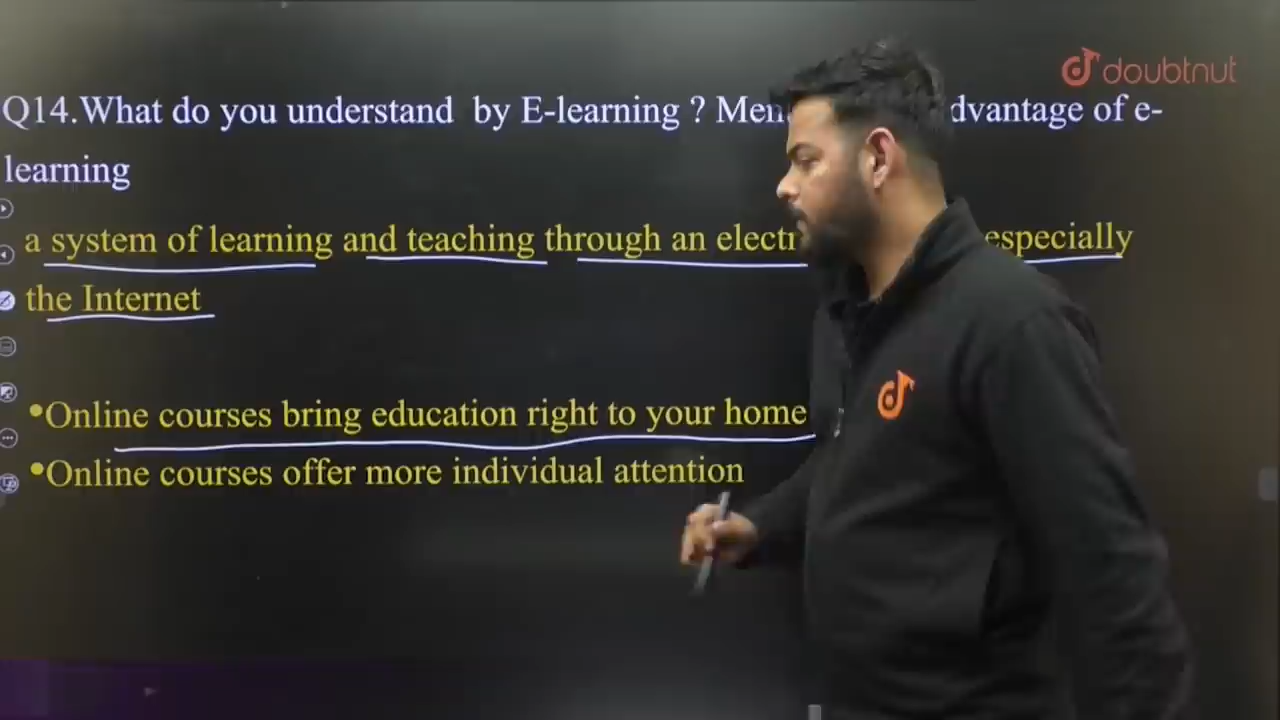 doubtnut
Q14.What do you understand by E-learning ? Men dvantage of e-
learning
a system of learning and teaching through an electr especially
the Internet
•Online courses bring education right to your home
•Online courses offer more individual attention